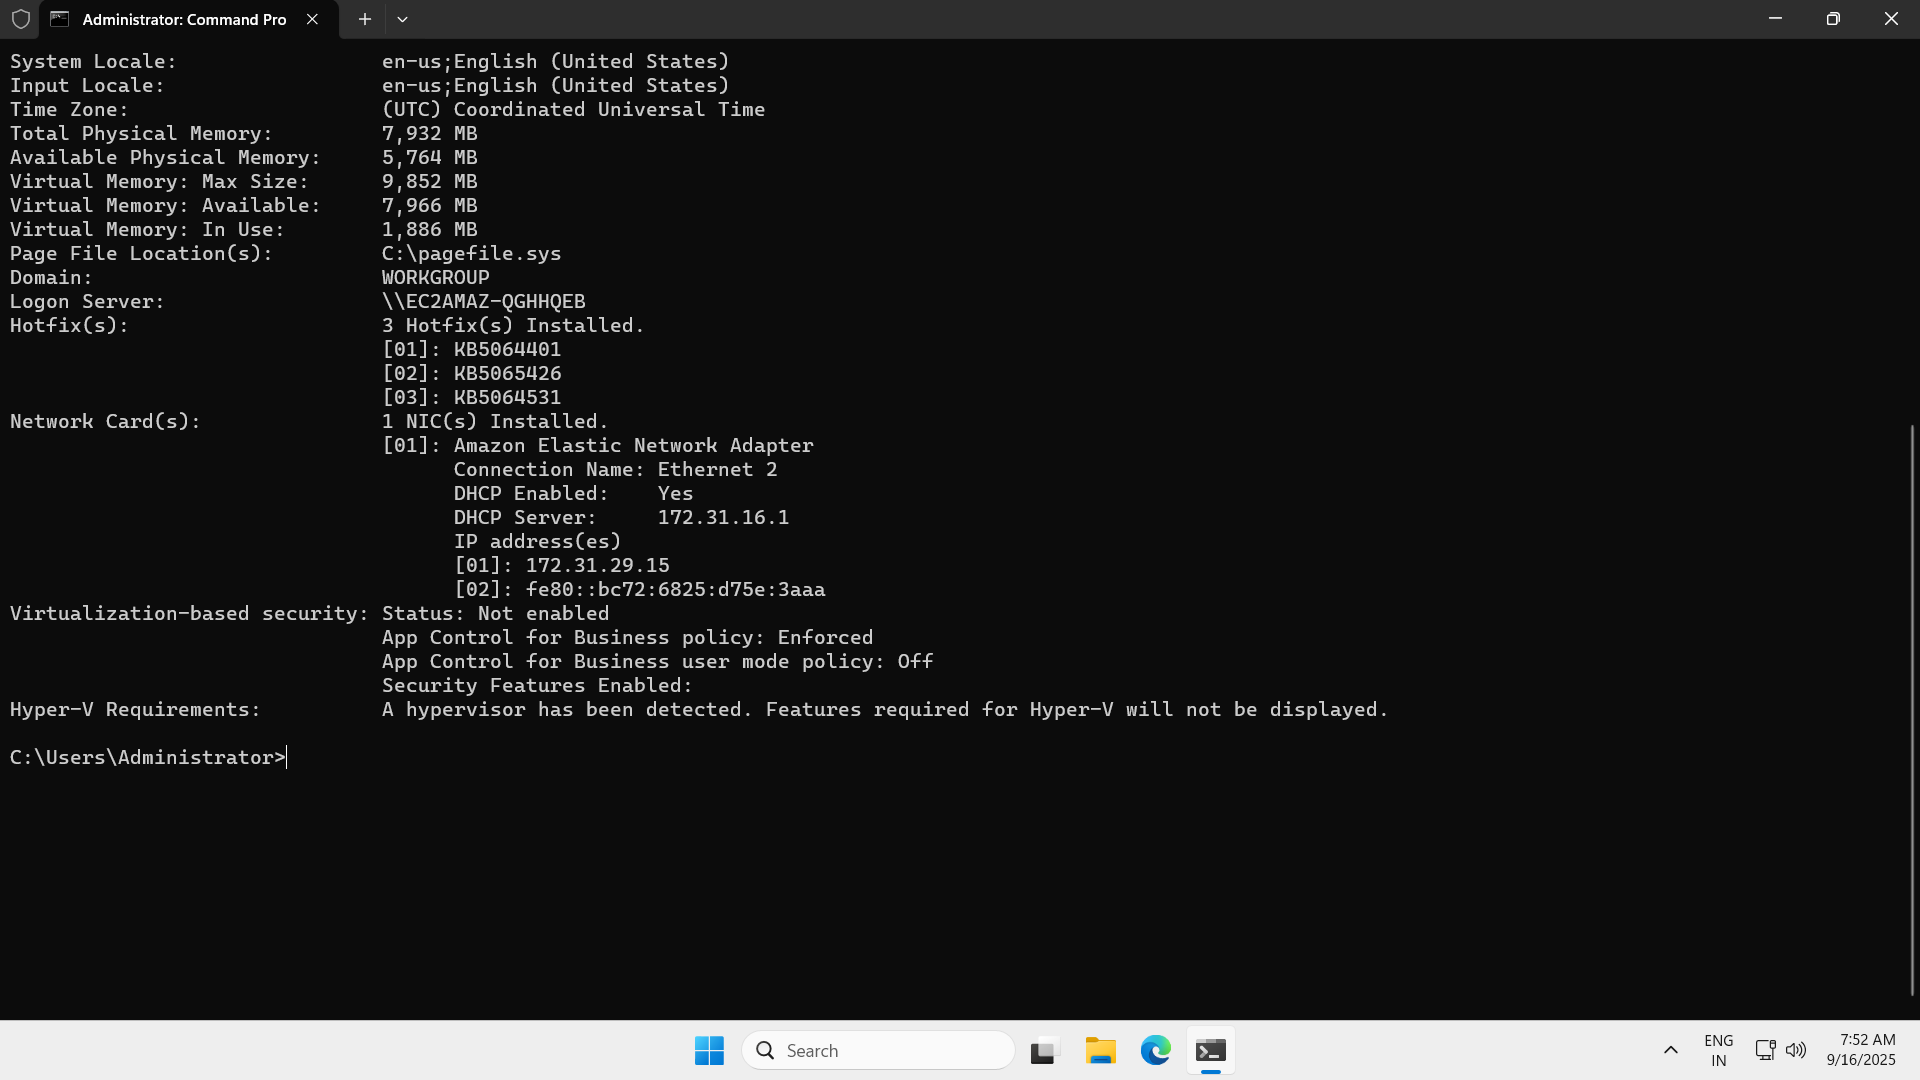 Administrator: Command Pro
System Locale: en-us;English (United States)
Input Locale: en-us;English (United States)
Time Zone: (UTC) Coordinated Universal Time
Total Physical Memory: 7,932 MB
Available Physical Memory: 5,764 MB
Virtual Memory: Max Size: 9,852 MB
Virtual Memory: Available: 7,966 MB
Virtual Memory: In Use: 1,886 MB
Page File Location(s): C:\pagefile.sys
Domain: WORKGROUP
Logon Server: \\EC2AMAZ-QGHHQEB
Hotfix(s): 3 Hotfix(s) Installed.
[01]: KB5064401
[02]: KB5065426
[03]: KB5064531
Network Card(s): 1 NIC(s) Installed.
[01]: Amazon Elastic Network Adapter
Connection Name: Ethernet 2
DHCP Enabled: Yes
DHCP Server: 172.31.16.1
IP address(es)
[01]: 172.31.29.15
[02]: fe80::bc72:6825:d75e:3aaa
Virtualization-based security: Status: Not enabled
App Control for Business policy: Enforced
App Control for Business user mode policy: Off
Security Features Enabled:
Hyper-V Requirements: A hypervisor has been detected. Features required for Hyper-V will not be displayed.
C:\Users\Administrator>
Search
ENG
IN
7:52 AM
9/16/2025